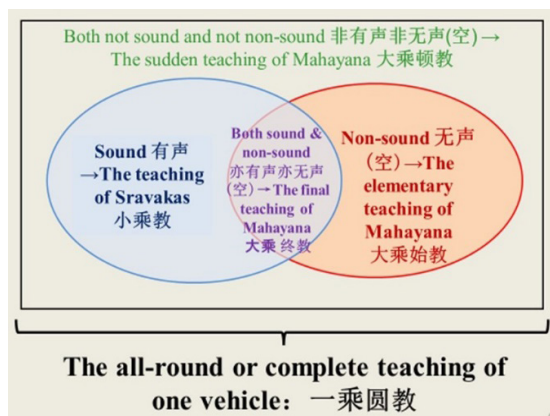 Both not sound and not non-sound 非有声非无声(空)→
The sudden teaching of Mahayana 大乘顿教
Sound 有声
→The teaching
of Sravakas
小乘教
Both sound &
non-sound
亦有声亦无声
(空)→The final
teaching of
Mahayana
大乘 终教
Non-sound 无声
(空)→The
elementary
teaching of
Mahayana
大乘始教
The all-round or complete teaching of
one vehicle: 一乘圆教